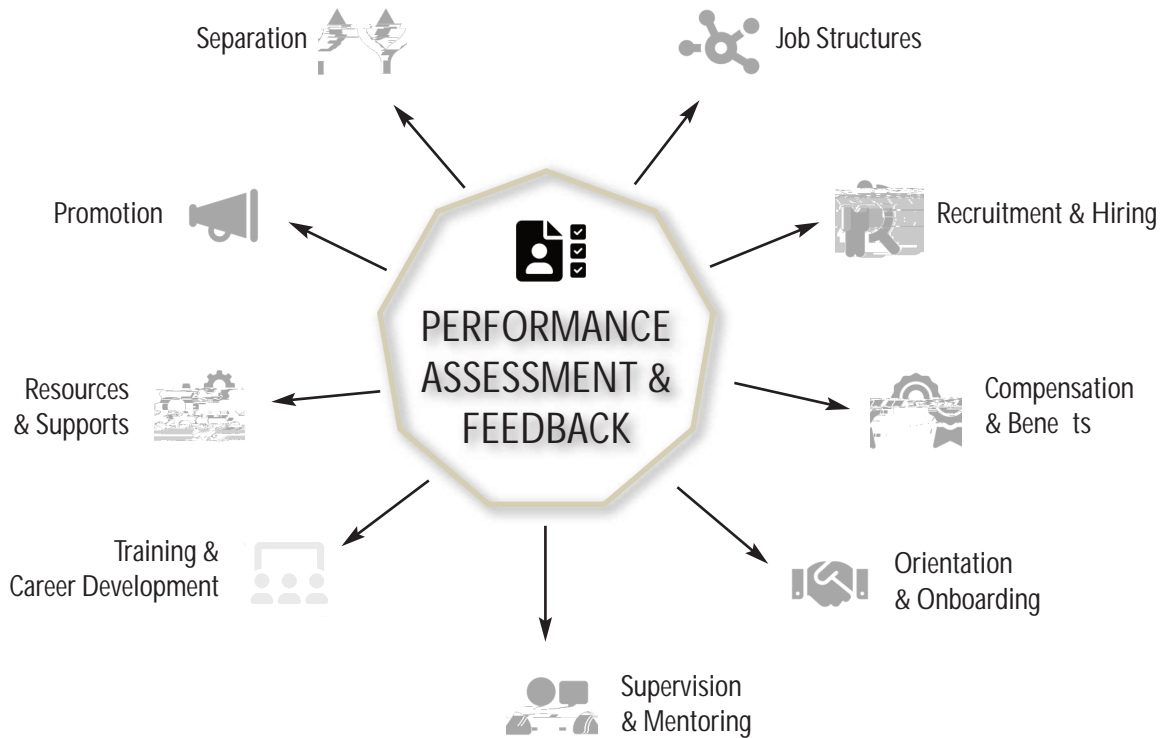 Separation
Job Structures
Promotion
Recruitment & Hiring
PERFORMANCE
ASSESSMENT &
FEEDBACK
Resources
& Supports
Compensation
& Bene ts
Training &
Career Development
Orientation
& Onboarding
Supervision
& Mentoring